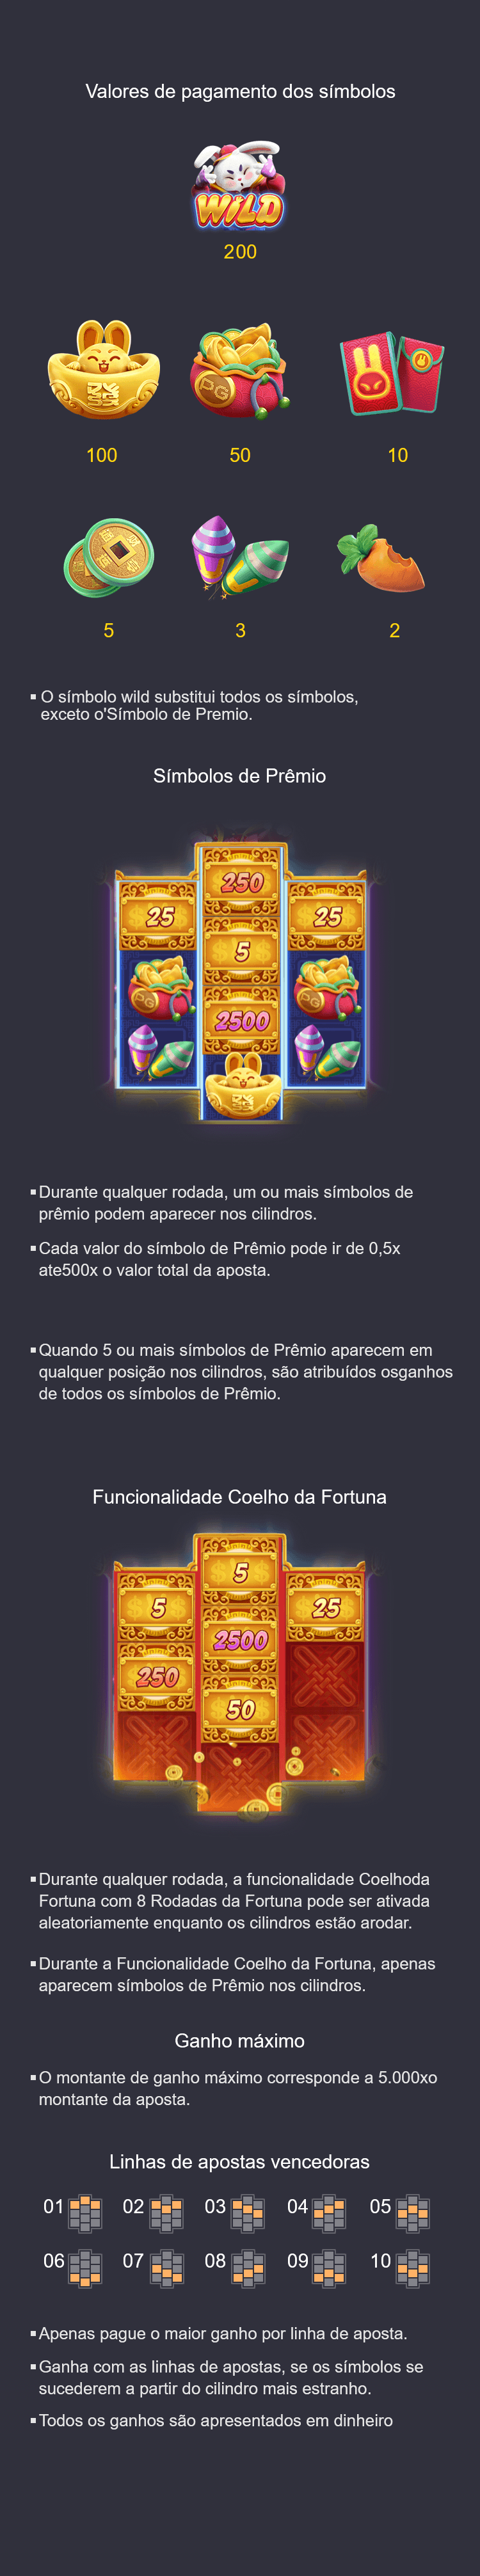 Valores de pagamento dos símbolos
WILD
200
PG
100
50
10
5
3
2
▪ O símbolo wild substitui todos os símbolos,
exceto o'Símbolo de Premio.
Símbolos de Prêmio
250
25
25
5
PG
PG
2500
▪Durante qualquer rodada, um ou mais símbolos de
prêmio podem aparecer nos cilindros.
▪Cada valor do símbolo de Prêmio pode ir de 0,5x
ate500x o valor total da aposta.
▪Quando 5 ou mais símbolos de Prêmio aparecem em
qualquer posição nos cilindros, são atribuídos osganhos
de todos os símbolos de Prêmio.
Funcionalidade Coelho da Fortuna
5
5
25
2500
250
50
▪Durante qualquer rodada, a funcionalidade Coelhoda
Fortuna com 8 Rodadas da Fortuna pode ser ativada
aleatoriamente enquanto os cilindros estão arodar.
▪Durante a Funcionalidade Coelho da Fortuna, apenas
aparecem símbolos de Prêmio nos cilindros.
Ganho máximo
▪O montante de ganho máximo corresponde a 5.000xo
montante da aposta.
Linhas de apostas vencedoras
01 02 03 04 05
06 07 08 09 10
▪Apenas pague o maior ganho por linha de aposta.
▪Ganha com as linhas de apostas, se os símbolos se
sucederem a partir do cilindro mais estranho.
▪Todos os ganhos são apresentados em dinheiro